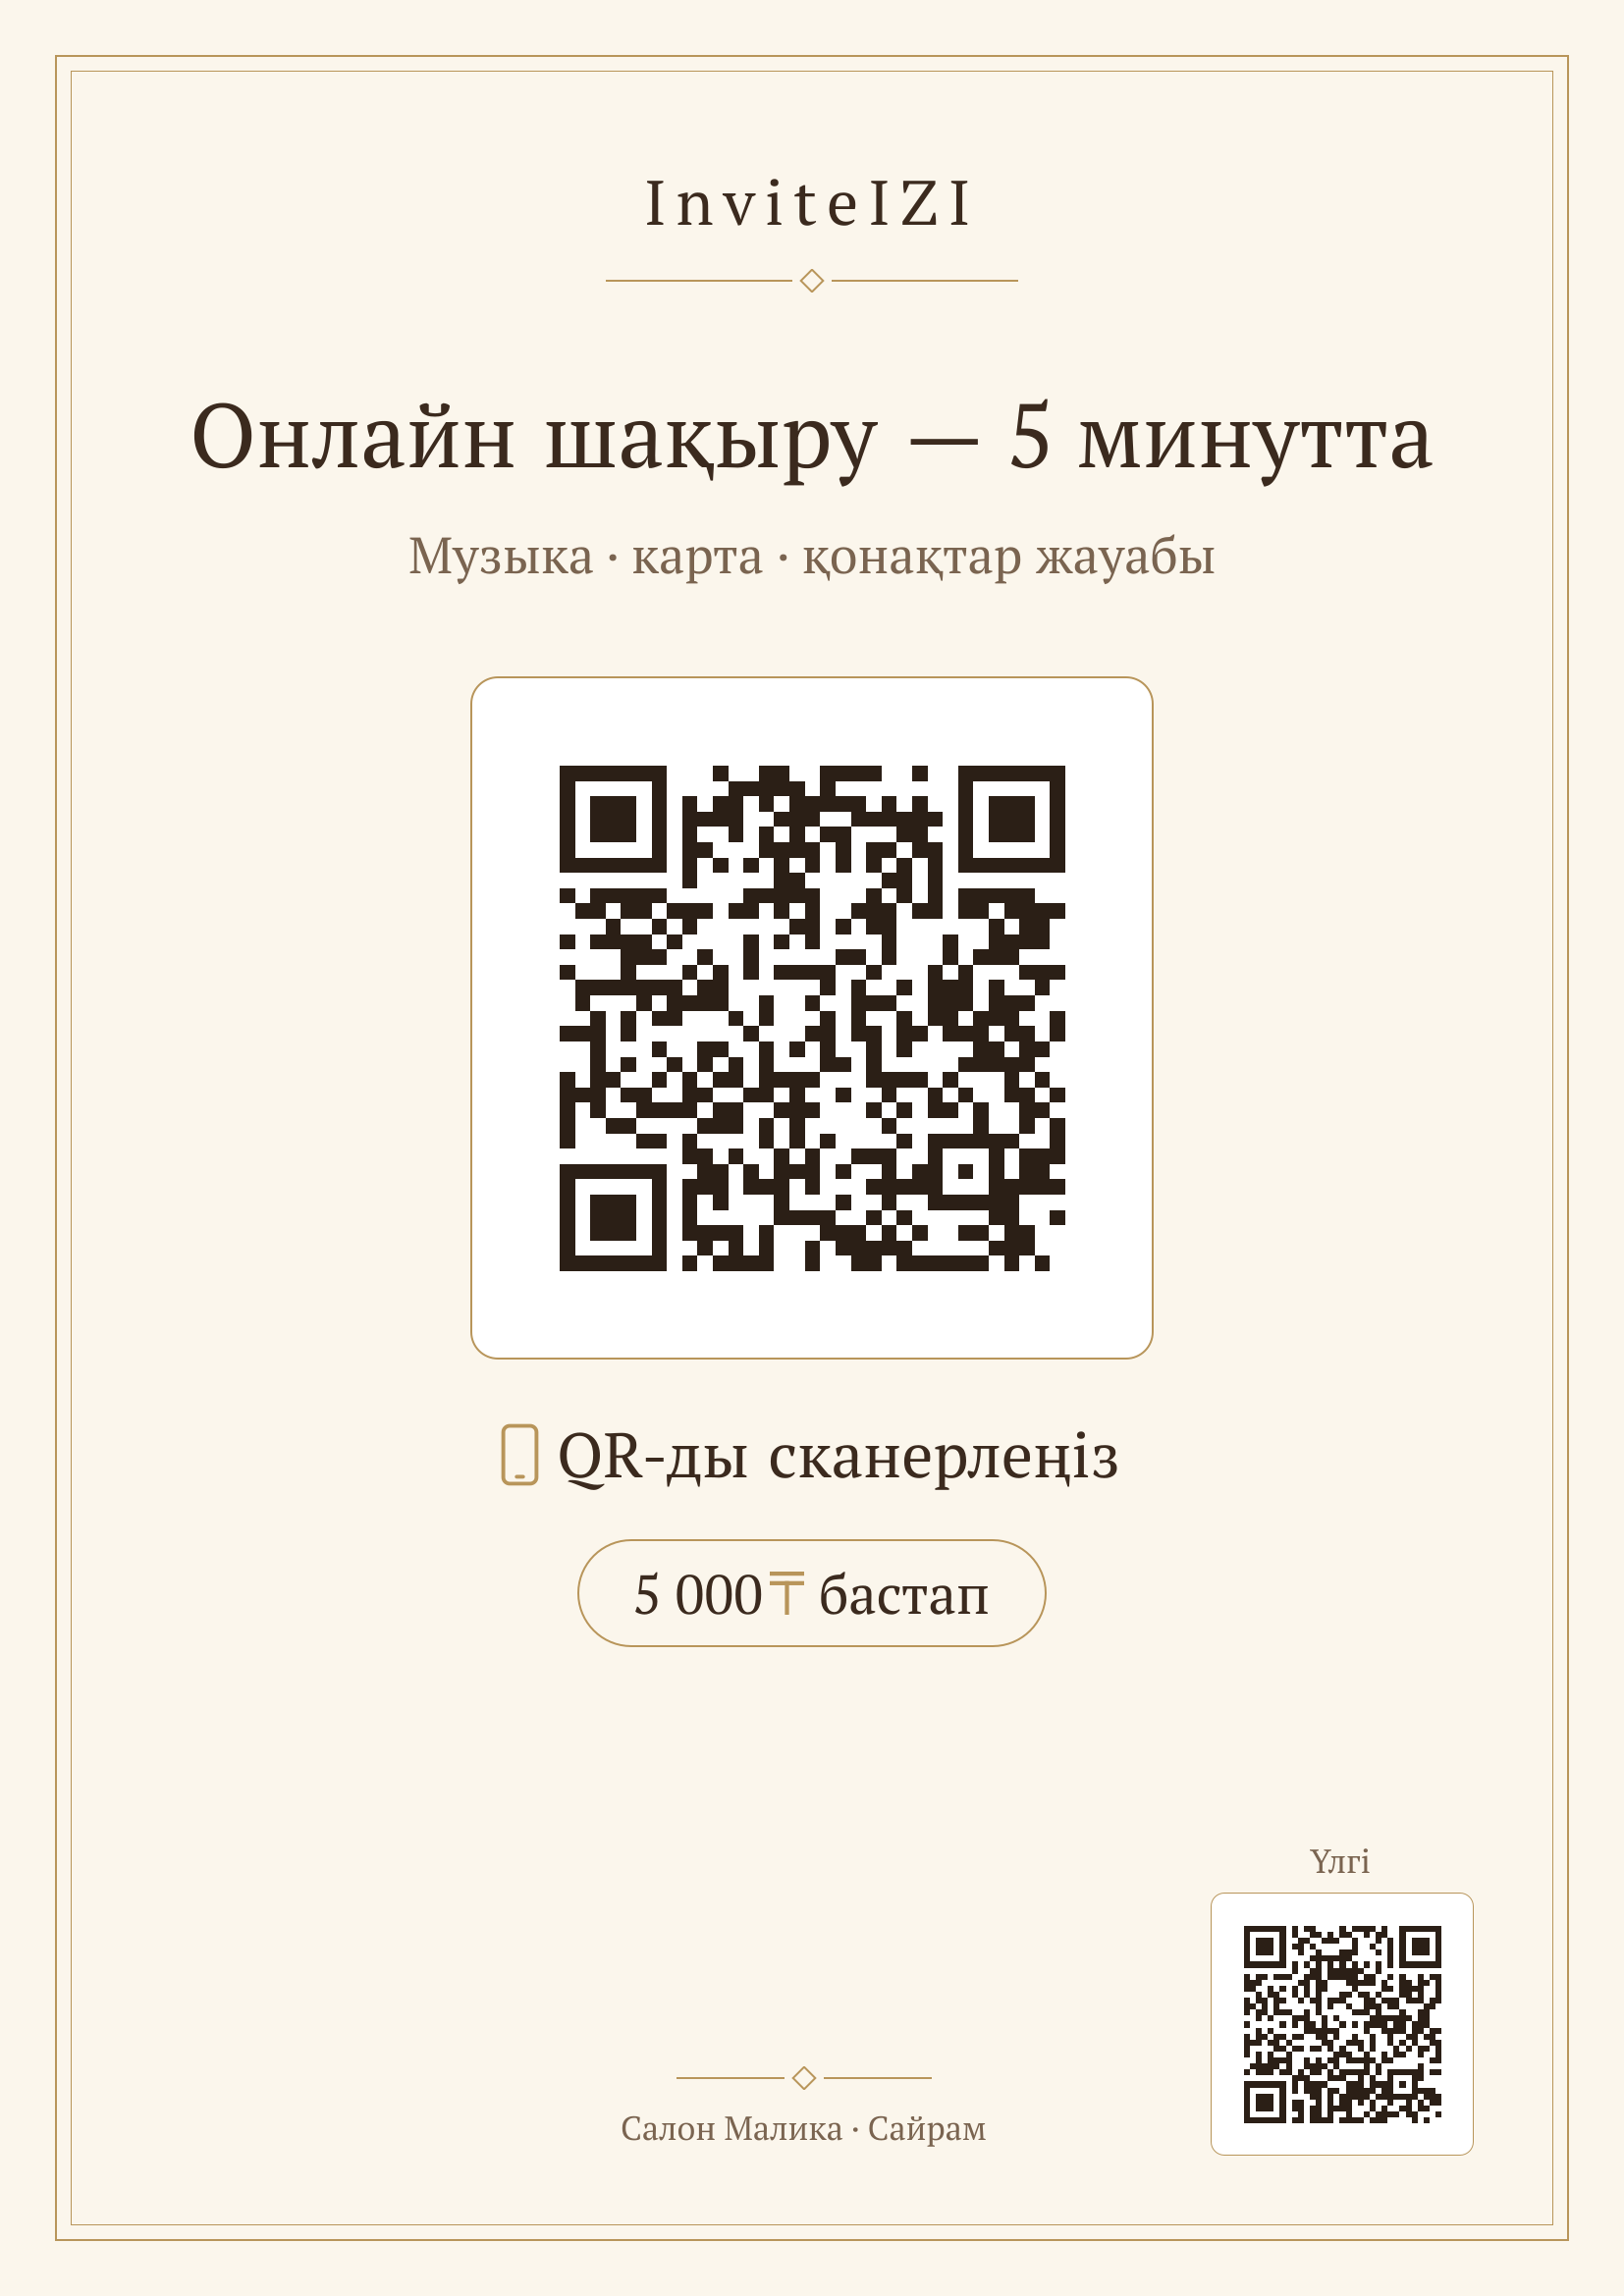 InviteIZI
Онлайн шақыру — 5 минутта
Музыка · карта · қонақтар жауабы
QR-ды сканерлеңіз
5 000₸ бастап
Үлгі
Салон Малика · Сайрам